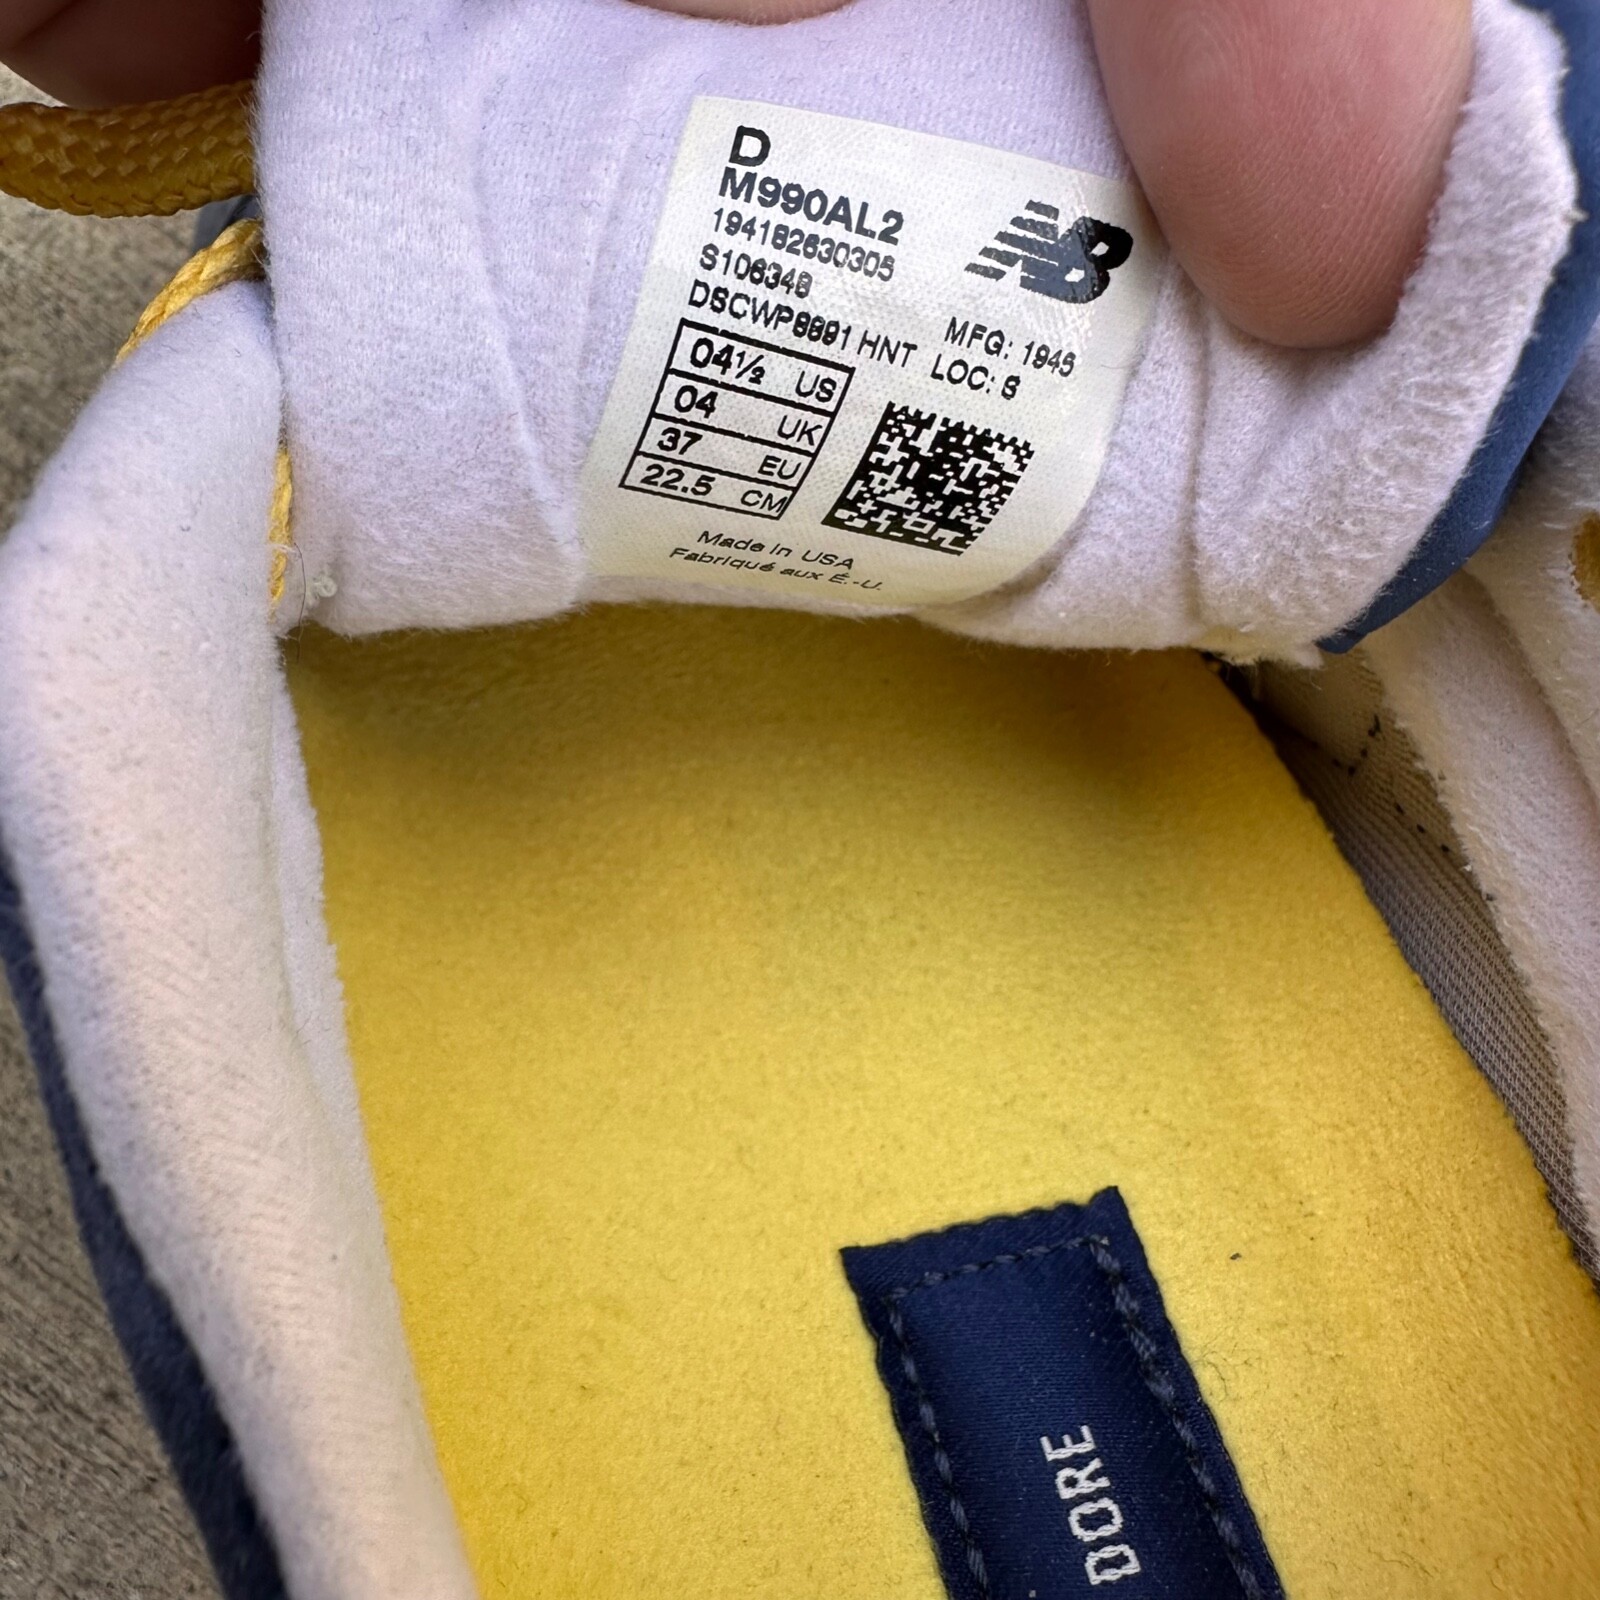 D
M990AL2
194182630305
S106348
DSCWP8891 HNT
NB
MFG: 1945
LOC: S
04½ US
04 UK
37 EU
22.5 CM
Made in USA
Fabriqué aux É.-U.
DORE